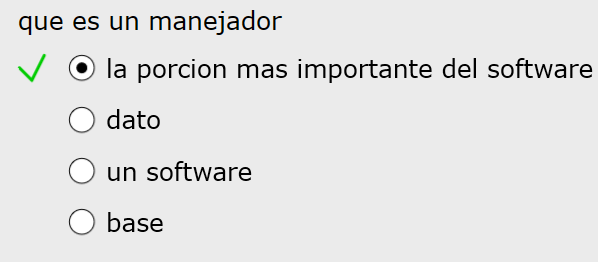 que es un manejador
la porcion mas importante del software
dato
un software
base